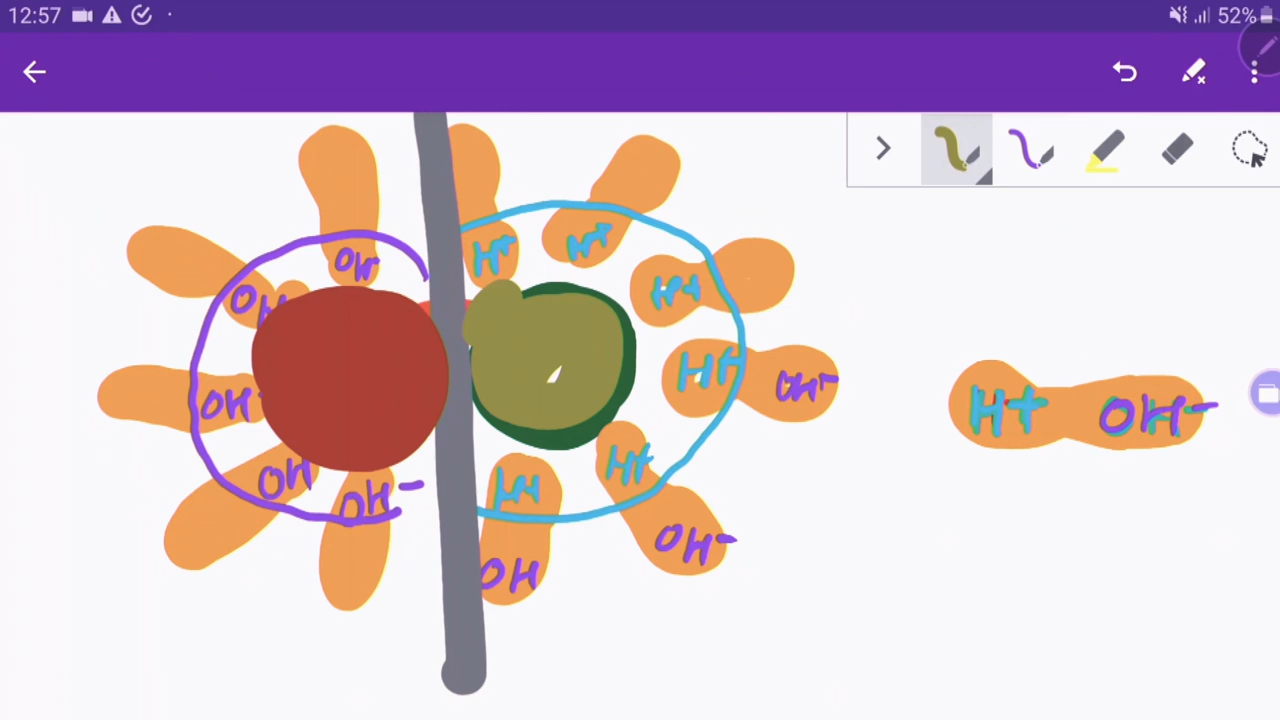 12:57 52%
H+ H+
OH-
H+
OH
H+ OH-
OH H+ OH-
H+
OH H+
OH-
OH-
OH